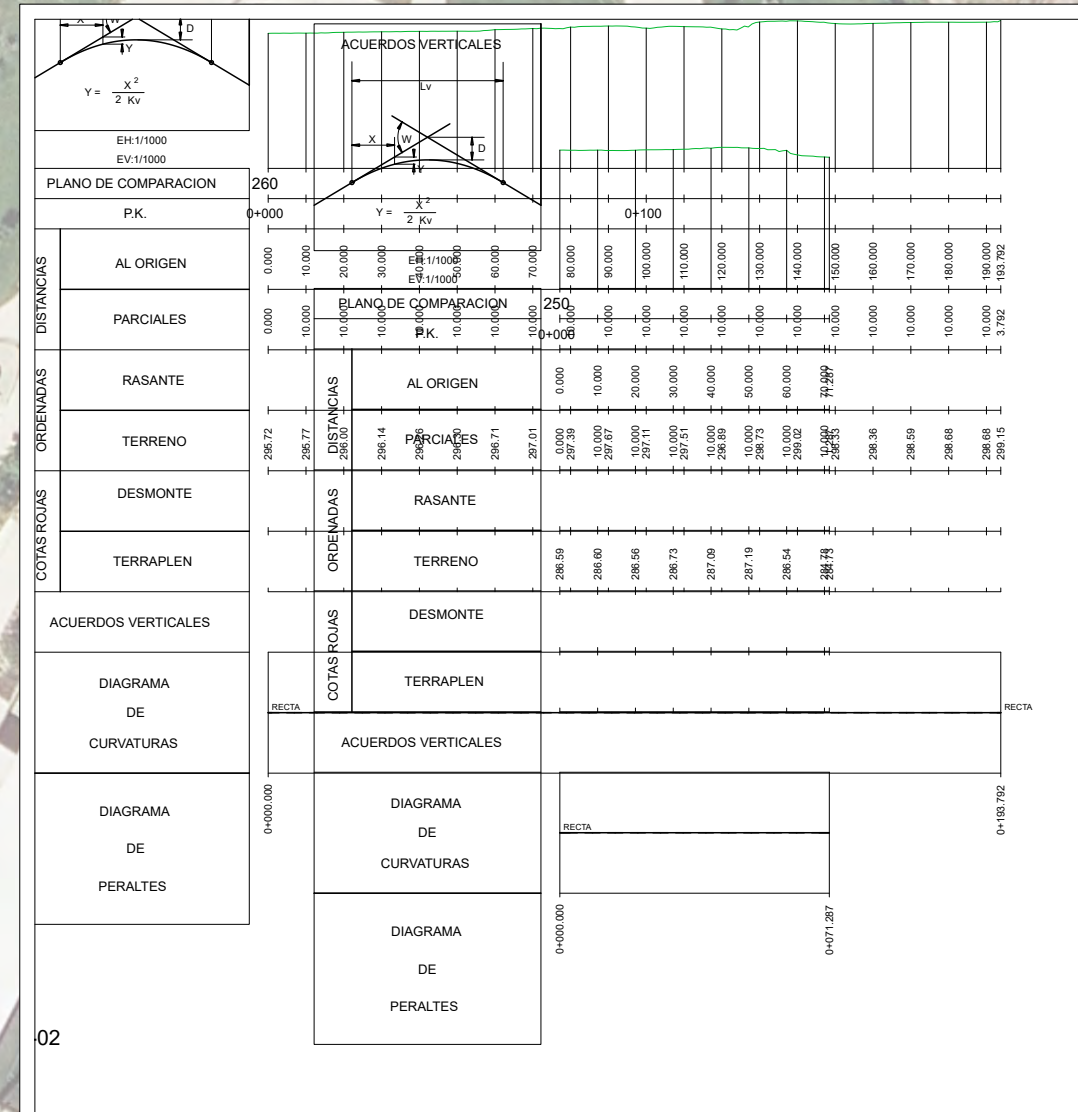 X
W
D
Y
Y = X 2
2 Kv
EH:1/1000
EV:1/1000
PLANO DE COMPARACION 260
P.K. 0+000 0+100
DISTANCIAS
AL ORIGEN 0.000 10.000 20.000 30.000 40.000 50.000 60.000 70.000 80.000 90.000 100.000 110.000 120.000 130.000 140.000 150.000 160.000 170.000 180.000 190.000 193.792
PARCIALES 0.000 10.000 10.000 10.000 10.000 10.000 10.000 10.000 10.000 10.000 10.000 10.000 10.000 10.000 10.000 10.000 10.000 10.000 10.000 10.000 3.792
ORDENADAS
RASANTE
TERRENO 295.72 295.77 296.00 296.14 296.71 297.01 297.39 297.67 297.11 297.51 296.89 298.73 299.02 298.36 298.59 298.68 298.68 299.15
COTAS ROJAS
DESMONTE
TERRAPLEN
ACUERDOS VERTICALES
DIAGRAMA
DE
CURVATURAS
RECTA
RECTA
0+000.000
0+193.792
DIAGRAMA
DE
PERALTES
ACUERDOS VERTICALES
Lv
X
W
D
Y
Y = X 2
2 Kv
EH:1/1000
EV:1/1000
PLANO DE COMPARACION 250
P.K. 0+000
DISTANCIAS
AL ORIGEN 0.000 10.000 20.000 30.000 40.000 50.000 60.000 70.000 71.287
PARCIALES 0.000 10.000 10.000 10.000 10.000 10.000 10.000 10.000
ORDENADAS
RASANTE
TERRENO 286.59 286.60 286.56 286.73 287.09 287.19 286.54
COTAS ROJAS
DESMONTE
TERRAPLEN
ACUERDOS VERTICALES
DIAGRAMA
DE
CURVATURAS
RECTA
0+000.000
0+071.287
DIAGRAMA
DE
PERALTES
02